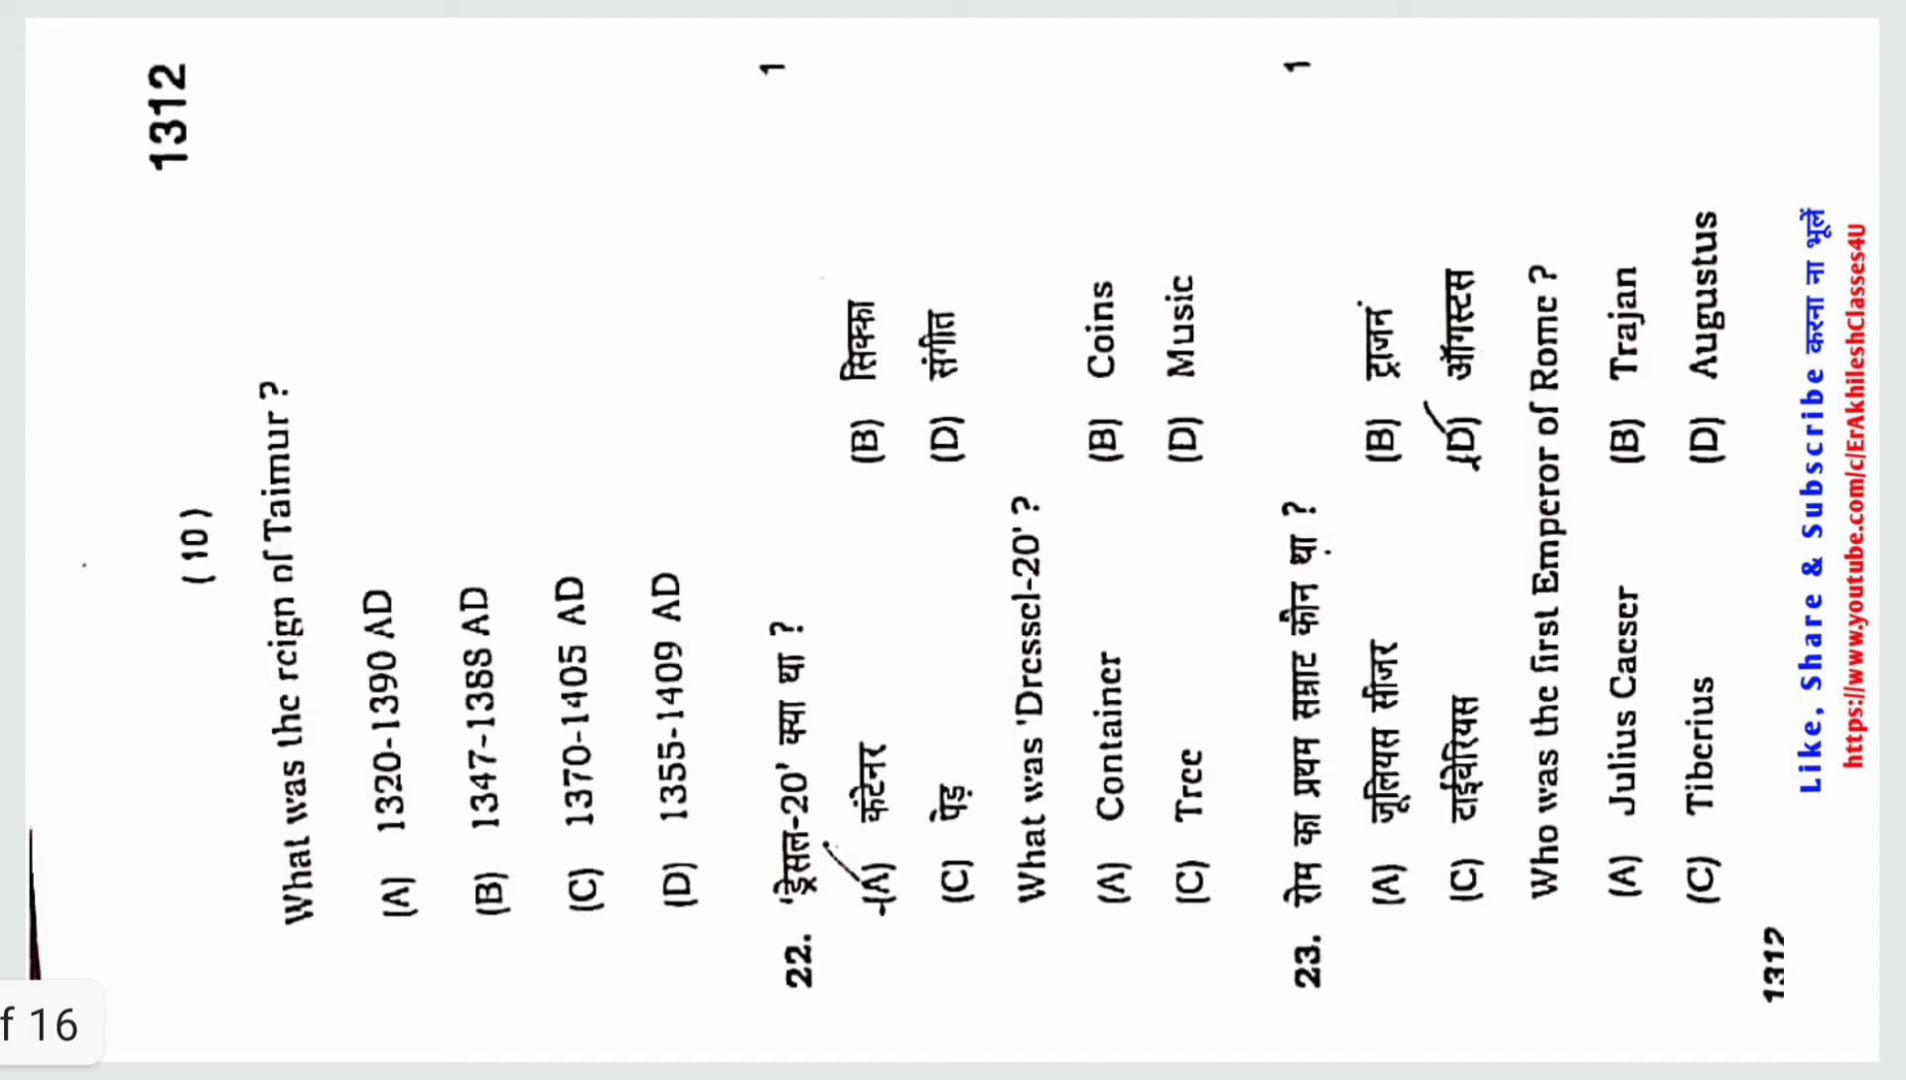 ( 10 )
1312
What was the reign of Taimur ?
(A) 1320-1390 AD
(B) 1347-1388 AD
(C) 1370-1405 AD
(D) 1355-1409 AD
22. 'ड्रेसल-20' क्या था ? 1
(A) कंटेनर (B) सिक्का
(C) पेड़ (D) संगीत
What was 'Dressel-20' ?
(A) Container (B) Coins
(C) Tree (D) Music
23. रोम का प्रथम सम्राट कौन था ? 1
(A) जूलियस सीजर (B) ट्राजन
(C) टाईबेरियस (D) ऑगस्टस
Who was the first Emperor of Rome ?
(A) Julius Caeser (B) Trajan
(C) Tiberius (D) Augustus
1312
Like, Share & Subscribe करना ना भूलें
https://www.youtube.com/c/ErAkhileshClasses4U
f 16